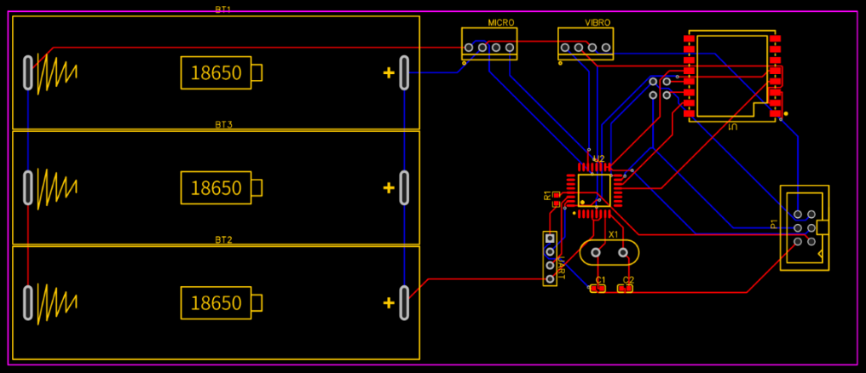 BT1
MICRO
VIBRO
18650
U1
BT3
U2
R1
18650
P1
X1
BT2
UART
C1
C2
18650